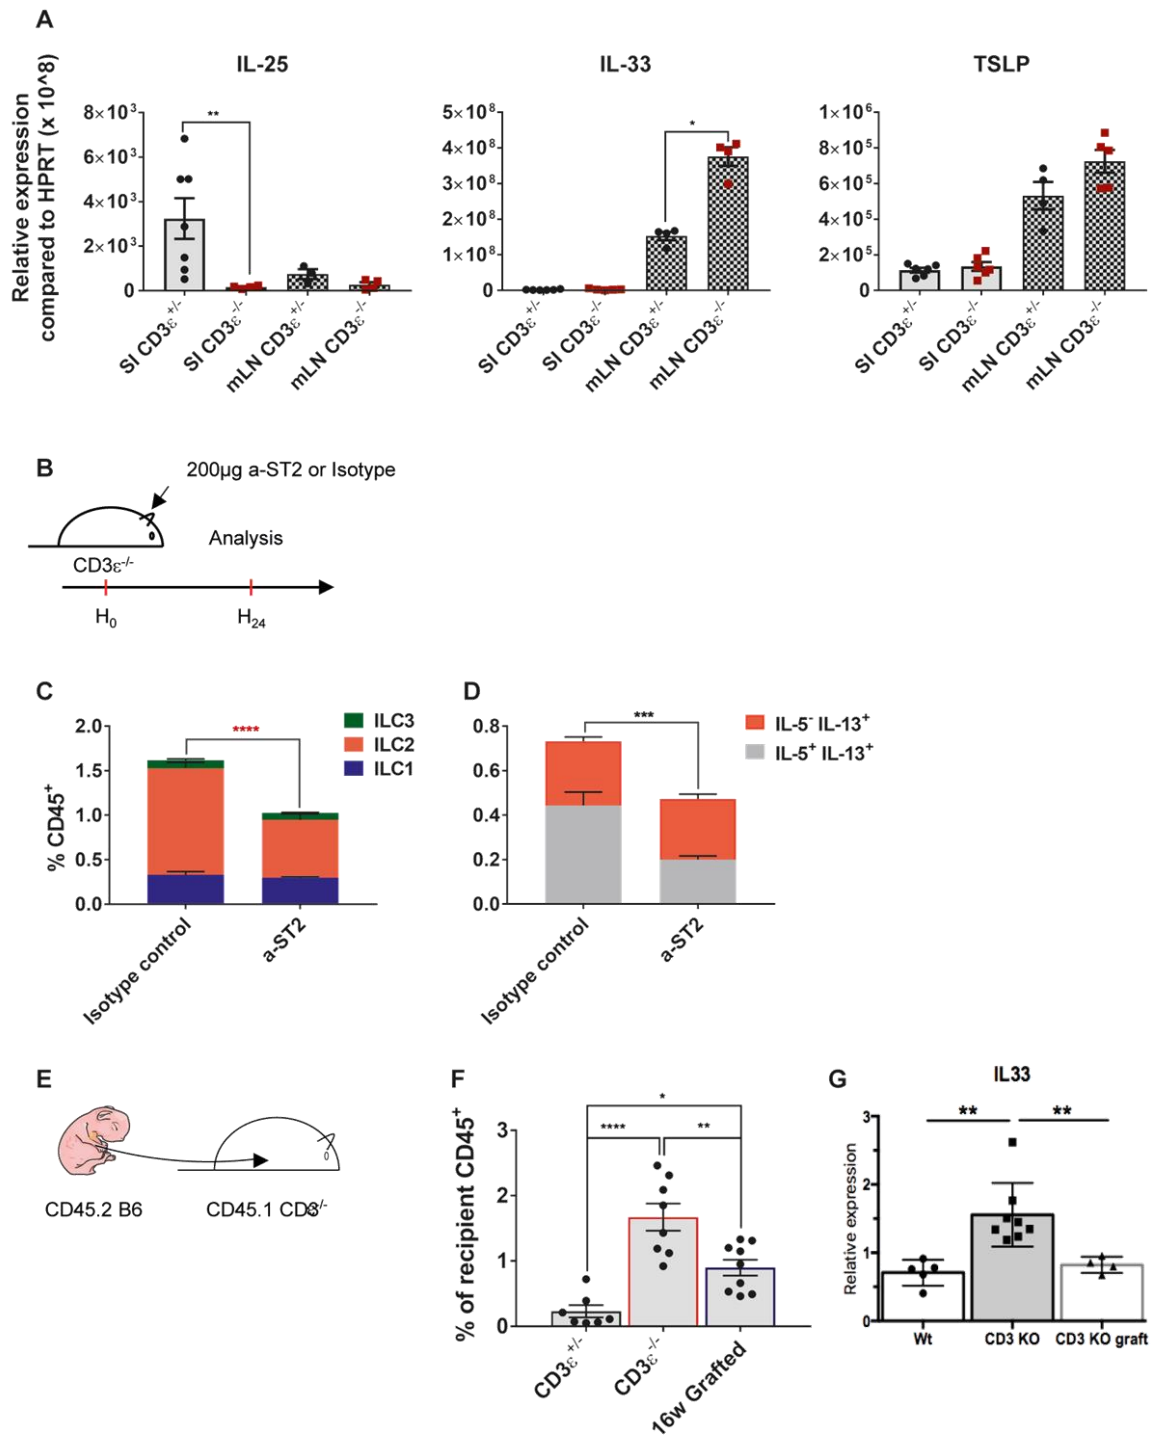 A
IL-25
IL-33
TSLP
Relative expression
compared to HPRT (x 10^8)
8×10³
6×10³
4×10³
2×10³
0
**
SI CD3ε+/-
SI CD3ε-/-
mLN CD3ε+/-
mLN CD3ε-/-
5×10⁸
4×10⁸
3×10⁸
2×10⁸
1×10⁸
0
*
SI CD3ε+/-
SI CD3ε-/-
mLN CD3ε+/-
mLN CD3ε-/-
1×10⁶
8×10⁵
6×10⁵
4×10⁵
2×10⁵
0
SI CD3ε+/-
SI CD3ε-/-
mLN CD3ε+/-
mLN CD3ε-/-
B
200µg a-ST2 or Isotype
Analysis
CD3ε-/-
H0
H24
C
% CD45+
2.0
1.5
1.0
0.5
0.0
****
ILC3
ILC2
ILC1
Isotype control
a-ST2
D
0.8
0.6
0.4
0.2
0.0
***
IL-5- IL-13+
IL-5+ IL-13+
Isotype control
a-ST2
E
CD45.2 B6
CD45.1 CD3ε-/-
F
% of recipient CD45+
3
2
1
0
*
****
**
CD3ε+/-
CD3ε-/-
16w Grafted
G
IL33
Relative expression
3
2
1
0
**
**
Wt
CD3 KO
CD3 KO graft